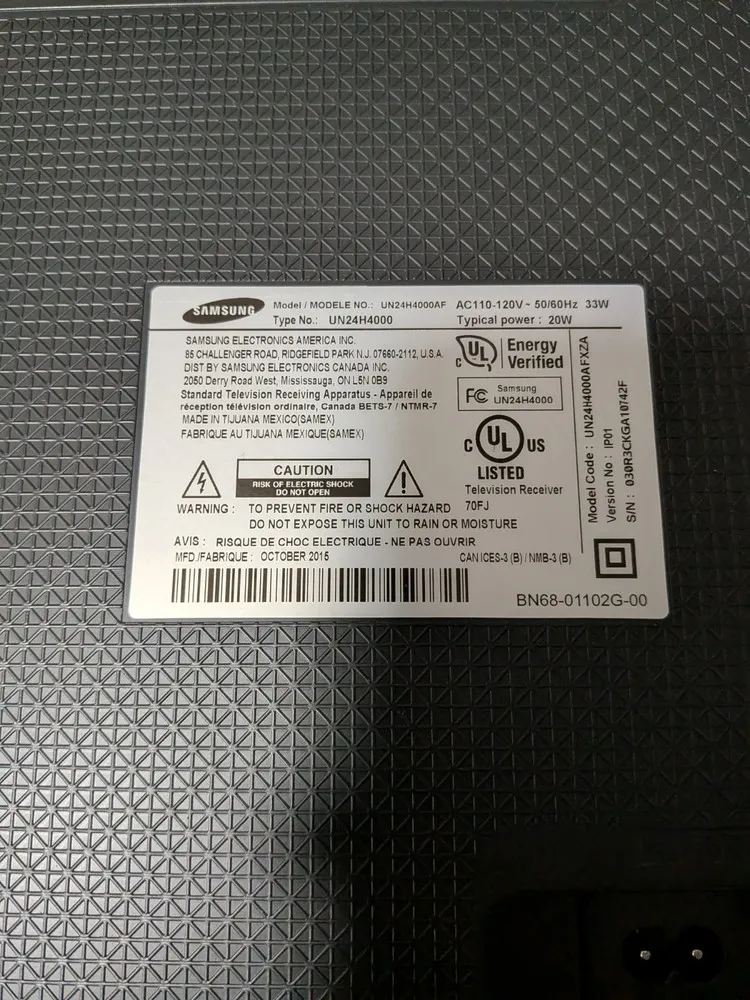 SAMSUNG
Model / MODELE NO.: UN24H4000AF AC110-120V~ 50/60Hz 33W
Type No.: UN24H4000 Typical power : 20W
SAMSUNG ELECTRONICS AMERICA INC.
85 CHALLENGER ROAD, RIDGEFIELD PARK N.J. 07660-2112, U.S.A.
DIST BY SAMSUNG ELECTRONICS CANADA INC.
2050 Derry Road West, Mississauga, ON L5N 0B9
Standard Television Receiving Apparatus - Appareil de
réception télévision ordinaire, Canada BETS-7 / NTMR-7
MADE IN TIJUANA MEXICO(SAMEX)
FABRIQUE AU TIJUANA MEXIQUE(SAMEX)
c UL Energy
Verified
FC Samsung
UN24H4000
C UL US
LISTED
Television Receiver
70FJ
CAUTION
RISK OF ELECTRIC SHOCK
DO NOT OPEN
WARNING : TO PREVENT FIRE OR SHOCK HAZARD
DO NOT EXPOSE THIS UNIT TO RAIN OR MOISTURE
AVIS : RISQUE DE CHOC ELECTRIQUE - NE PAS OUVRIR
MFD./FABRIQUE : OCTOBER 2015 CAN ICES-3 (B) / NMB-3 (B)
Model Code : UN24H4000AFXZA
Version No : IP01
S/N : 030R3CKGA10742F
BN68-01102G-00